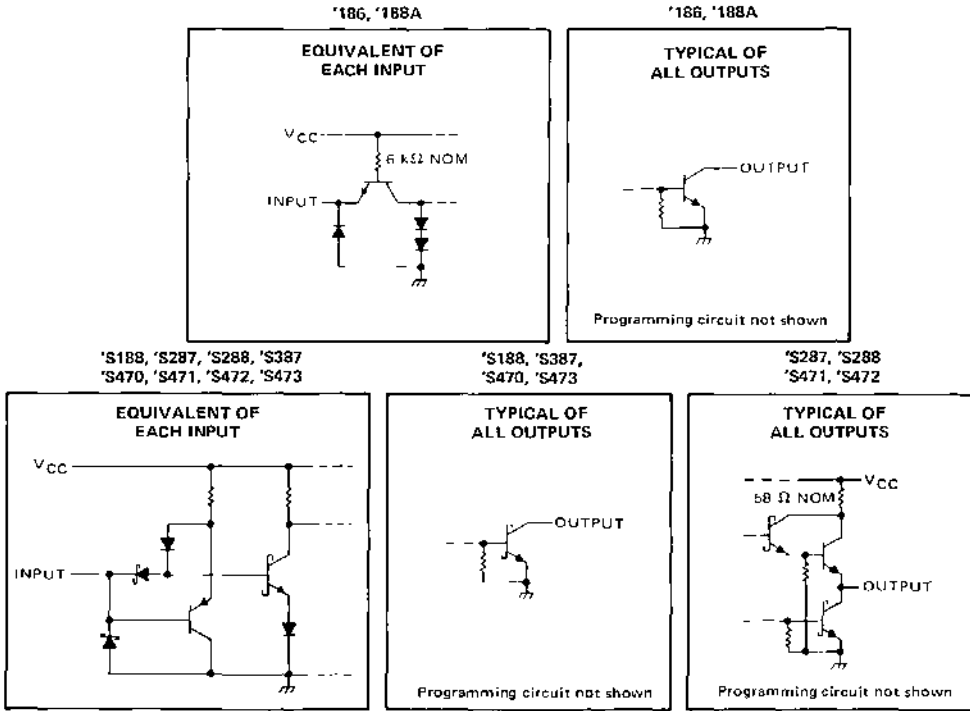 '186, '188A
'186, '188A
EQUIVALENT OF
EACH INPUT
VCC
6 kΩ NOM
INPUT
TYPICAL OF
ALL OUTPUTS
OUTPUT
Programming circuit not shown
'S188, 'S287, 'S288, 'S387
'S470, 'S471, 'S472, 'S473
'S188, 'S387,
'S470, 'S473
'S287, 'S288
'S471, 'S472
EQUIVALENT OF
EACH INPUT
VCC
INPUT
TYPICAL OF
ALL OUTPUTS
OUTPUT
Programming circuit not shown
TYPICAL OF
ALL OUTPUTS
VCC
58 Ω NOM
OUTPUT
Programming circuit not shown